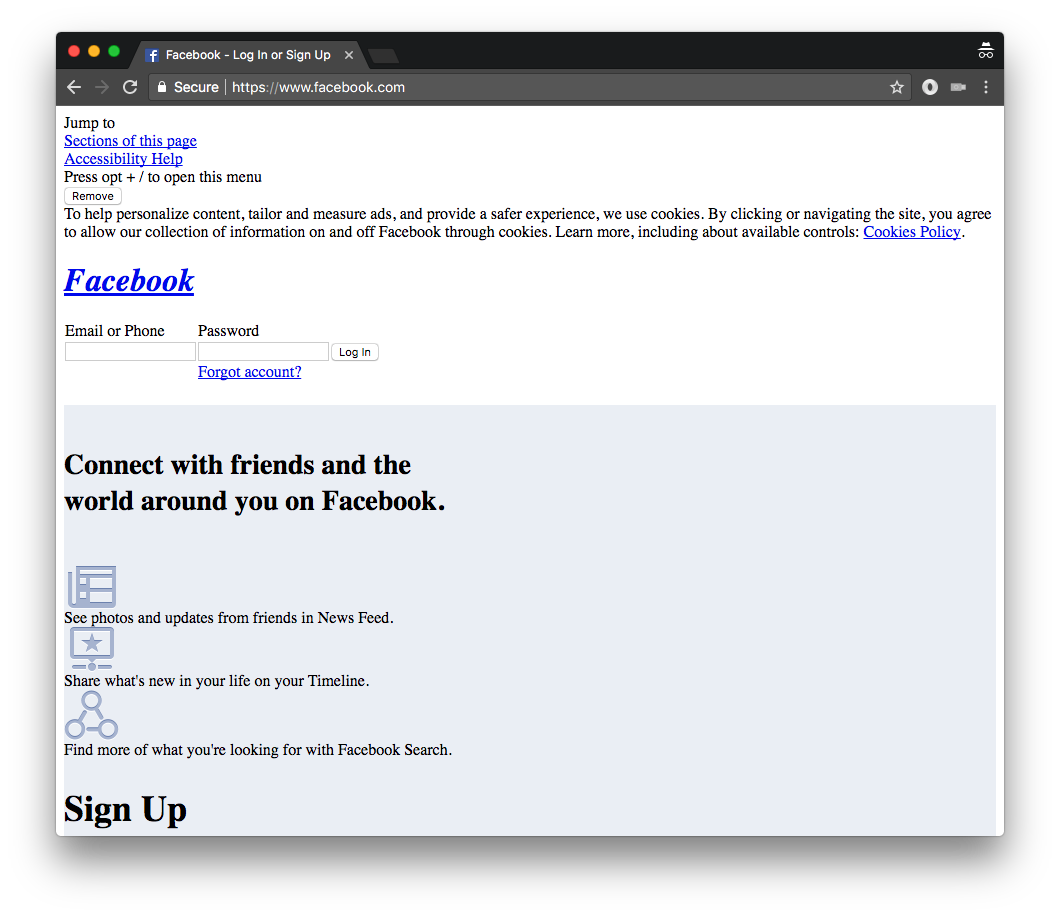 Facebook - Log In or Sign Up
Secure https://www.facebook.com
Jump to
Sections of this page
Accessibility Help
Press opt + / to open this menu
Remove
To help personalize content, tailor and measure ads, and provide a safer experience, we use cookies. By clicking or navigating the site, you agree
to allow our collection of information on and off Facebook through cookies. Learn more, including about available controls: Cookies Policy.
Facebook
Email or Phone Password
Log In
Forgot account?
Connect with friends and the
world around you on Facebook.
See photos and updates from friends in News Feed.
Share what's new in your life on your Timeline.
Find more of what you're looking for with Facebook Search.
Sign Up